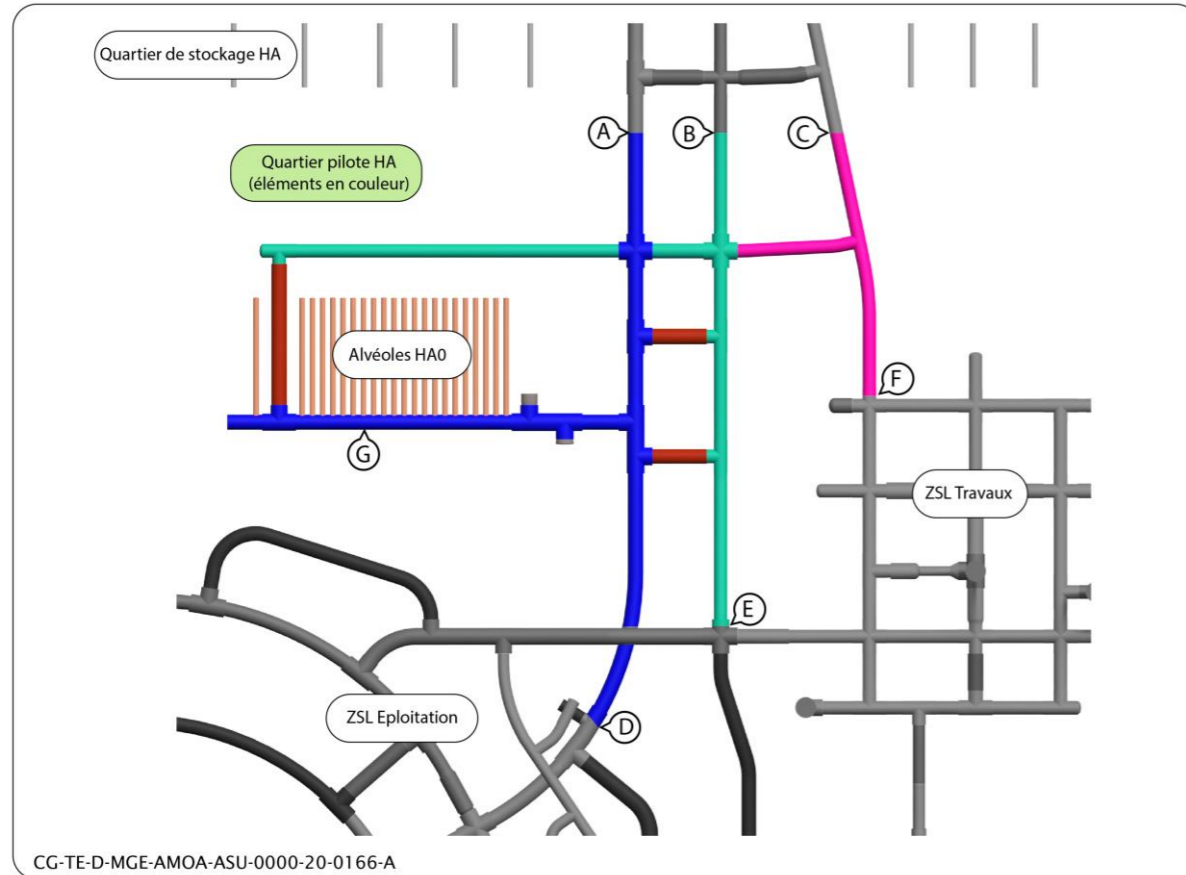 Quartier de stockage HA
A
B
C
Quartier pilote HA
(éléments en couleur)
Alvéoles HA0
F
G
ZSL Travaux
E
ZSL Eploitation
D
CG-TE-D-MGE-AMOA-ASU-0000-20-0166-A